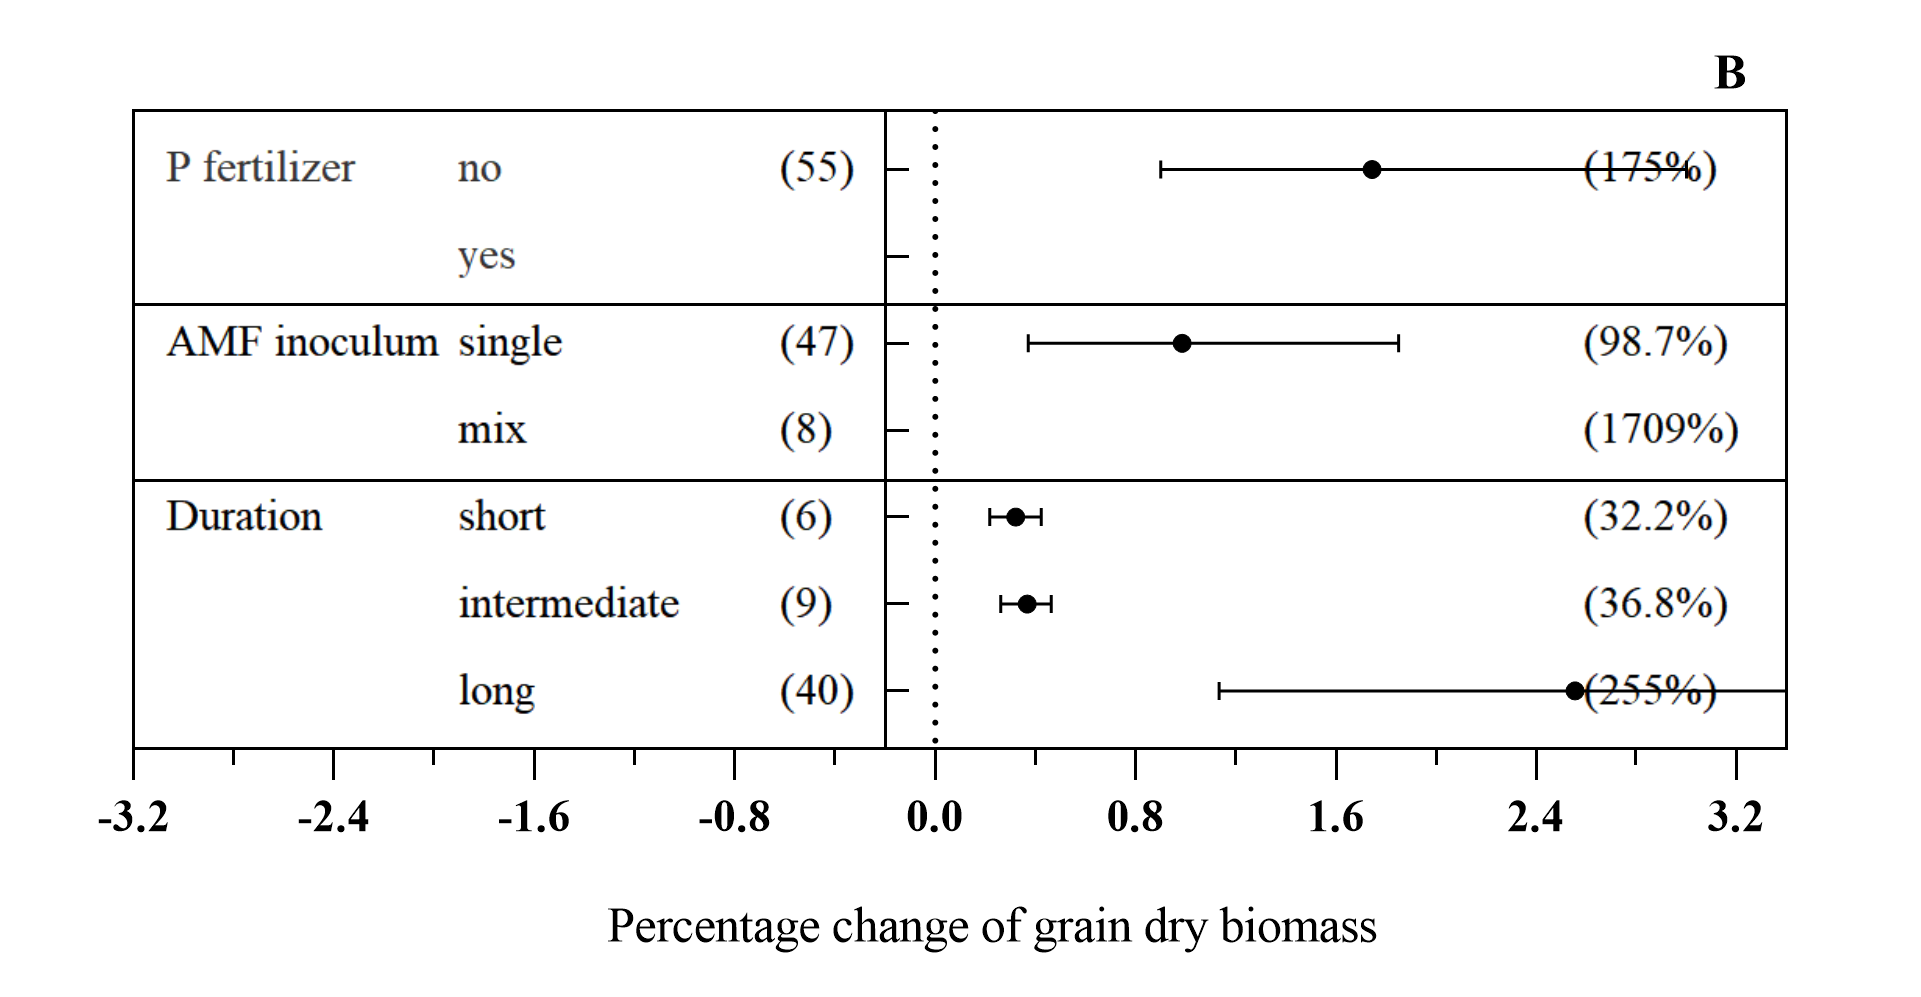 B
P fertilizer no (55) (175%)
yes
AMF inoculum single (47) (98.7%)
mix (8) (1709%)
Duration short (6) (32.2%)
intermediate (9) (36.8%)
long (40) (255%)
-3.2 -2.4 -1.6 -0.8 0.0 0.8 1.6 2.4 3.2
Percentage change of grain dry biomass